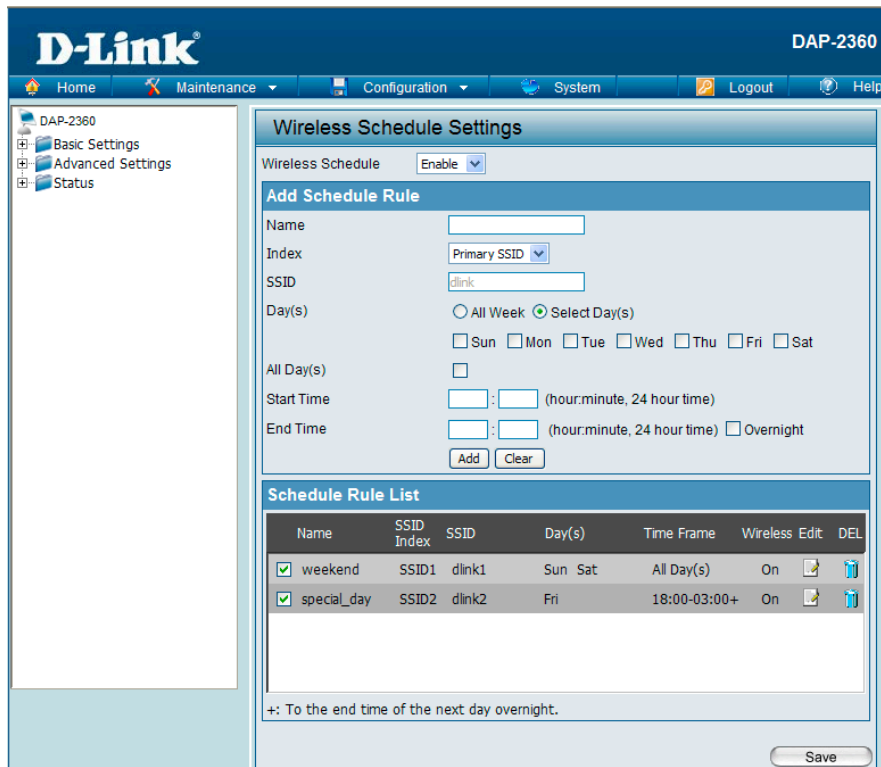 D-Link®
DAP-2360
Home Maintenance Configuration System Logout Help
DAP-2360
Basic Settings
Advanced Settings
Status
Wireless Schedule Settings
Wireless Schedule Enable
Add Schedule Rule
Name
Index Primary SSID
SSID dlink
Day(s) All Week Select Day(s)
Sun Mon Tue Wed Thu Fri Sat
All Day(s)
Start Time : (hour:minute, 24 hour time)
End Time : (hour:minute, 24 hour time) Overnight
Add Clear
Schedule Rule List
Name SSID Index SSID Day(s) Time Frame Wireless Edit DEL
weekend SSID1 dlink1 Sun Sat All Day(s) On
special_day SSID2 dlink2 Fri 18:00-03:00+ On
+: To the end time of the next day overnight.
Save